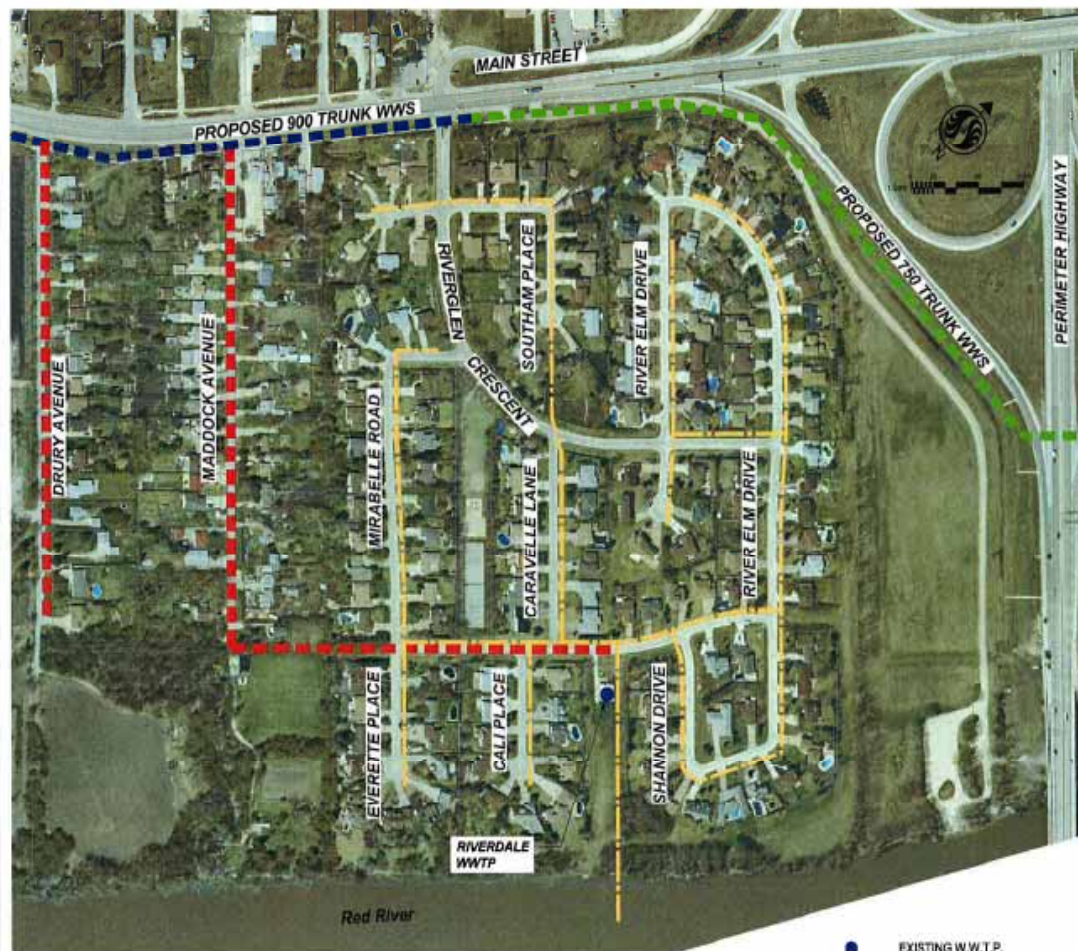 MAIN STREET
PROPOSED 900 TRUNK WWS
PROPOSED 750 TRUNK WWS
PERIMETER HIGHWAY
DRURY AVENUE
MADDOCK AVENUE
RIVERGLEN
CRESCENT
SOUTHAM PLACE
RIVER ELM DRIVE
MIRABELLE ROAD
CARAVELLE LANE
RIVER ELM DRIVE
EVERETTE PLACE
CALI PLACE
SHANNON DRIVE
RIVERDALE
WWTP
Red River
EXISTING W.W.T.P.